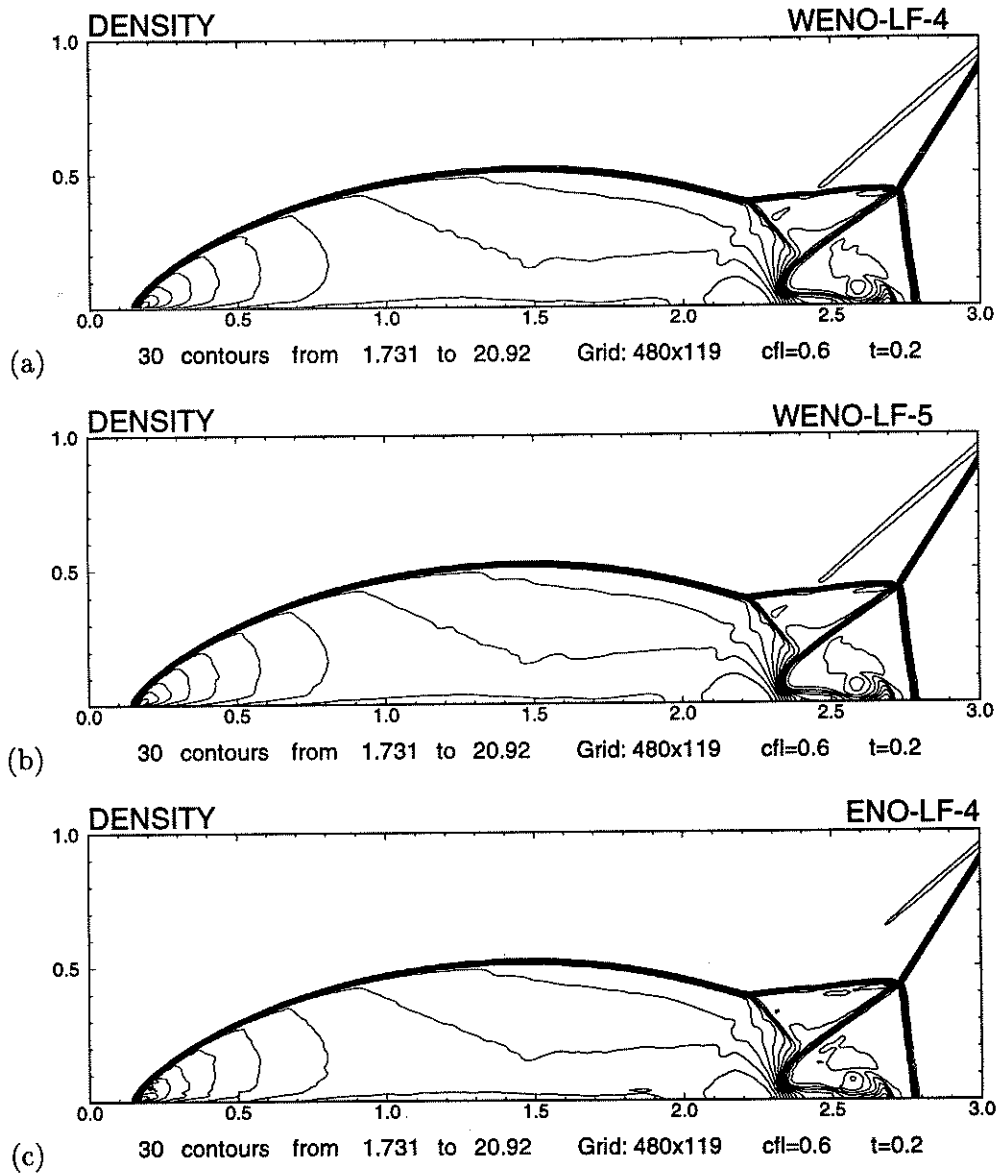 DENSITY WENO-LF-4
1.0
0.5
0.0 0.5 1.0 1.5 2.0 2.5 3.0
(a) 30 contours from 1.731 to 20.92 Grid: 480x119 cfl=0.6 t=0.2
DENSITY WENO-LF-5
1.0
0.5
0.0 0.5 1.0 1.5 2.0 2.5 3.0
(b) 30 contours from 1.731 to 20.92 Grid: 480x119 cfl=0.6 t=0.2
DENSITY ENO-LF-4
1.0
0.5
0.0 0.5 1.0 1.5 2.0 2.5 3.0
(c) 30 contours from 1.731 to 20.92 Grid: 480x119 cfl=0.6 t=0.2